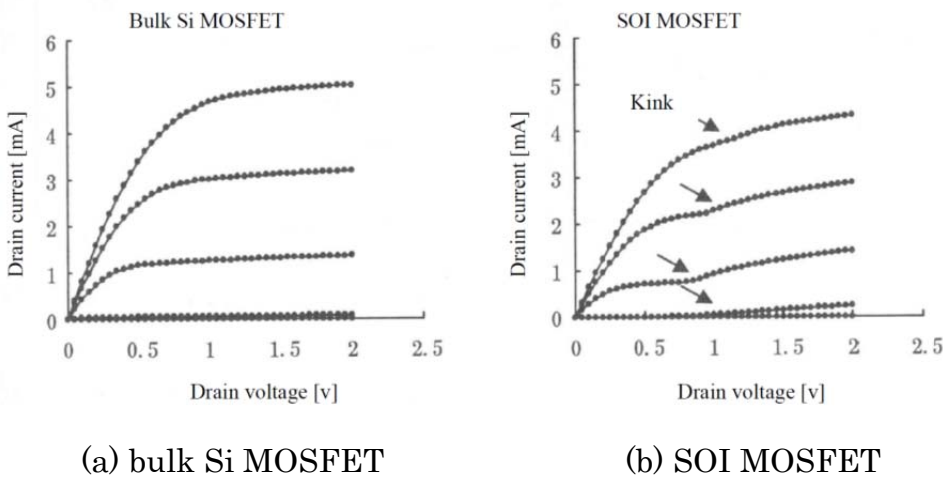 Bulk Si MOSFET
6
5
4
3
2
1
0
Drain current [mA]
0 0.5 1 1.5 2 2.5
Drain voltage [v]
(a) bulk Si MOSFET
SOI MOSFET
6
5
4
3
2
1
0
Drain current [mA]
Kink
0 0.5 1 1.5 2 2.5
Drain voltage [v]
(b) SOI MOSFET